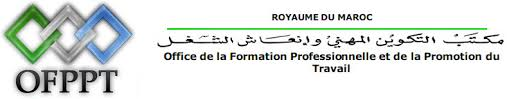 OFPPT
ROYAUME DU MAROC
مكتب التكوين المهني وإنعاش الشغل
Office de la Formation Professionnelle et de la Promotion du
Travail